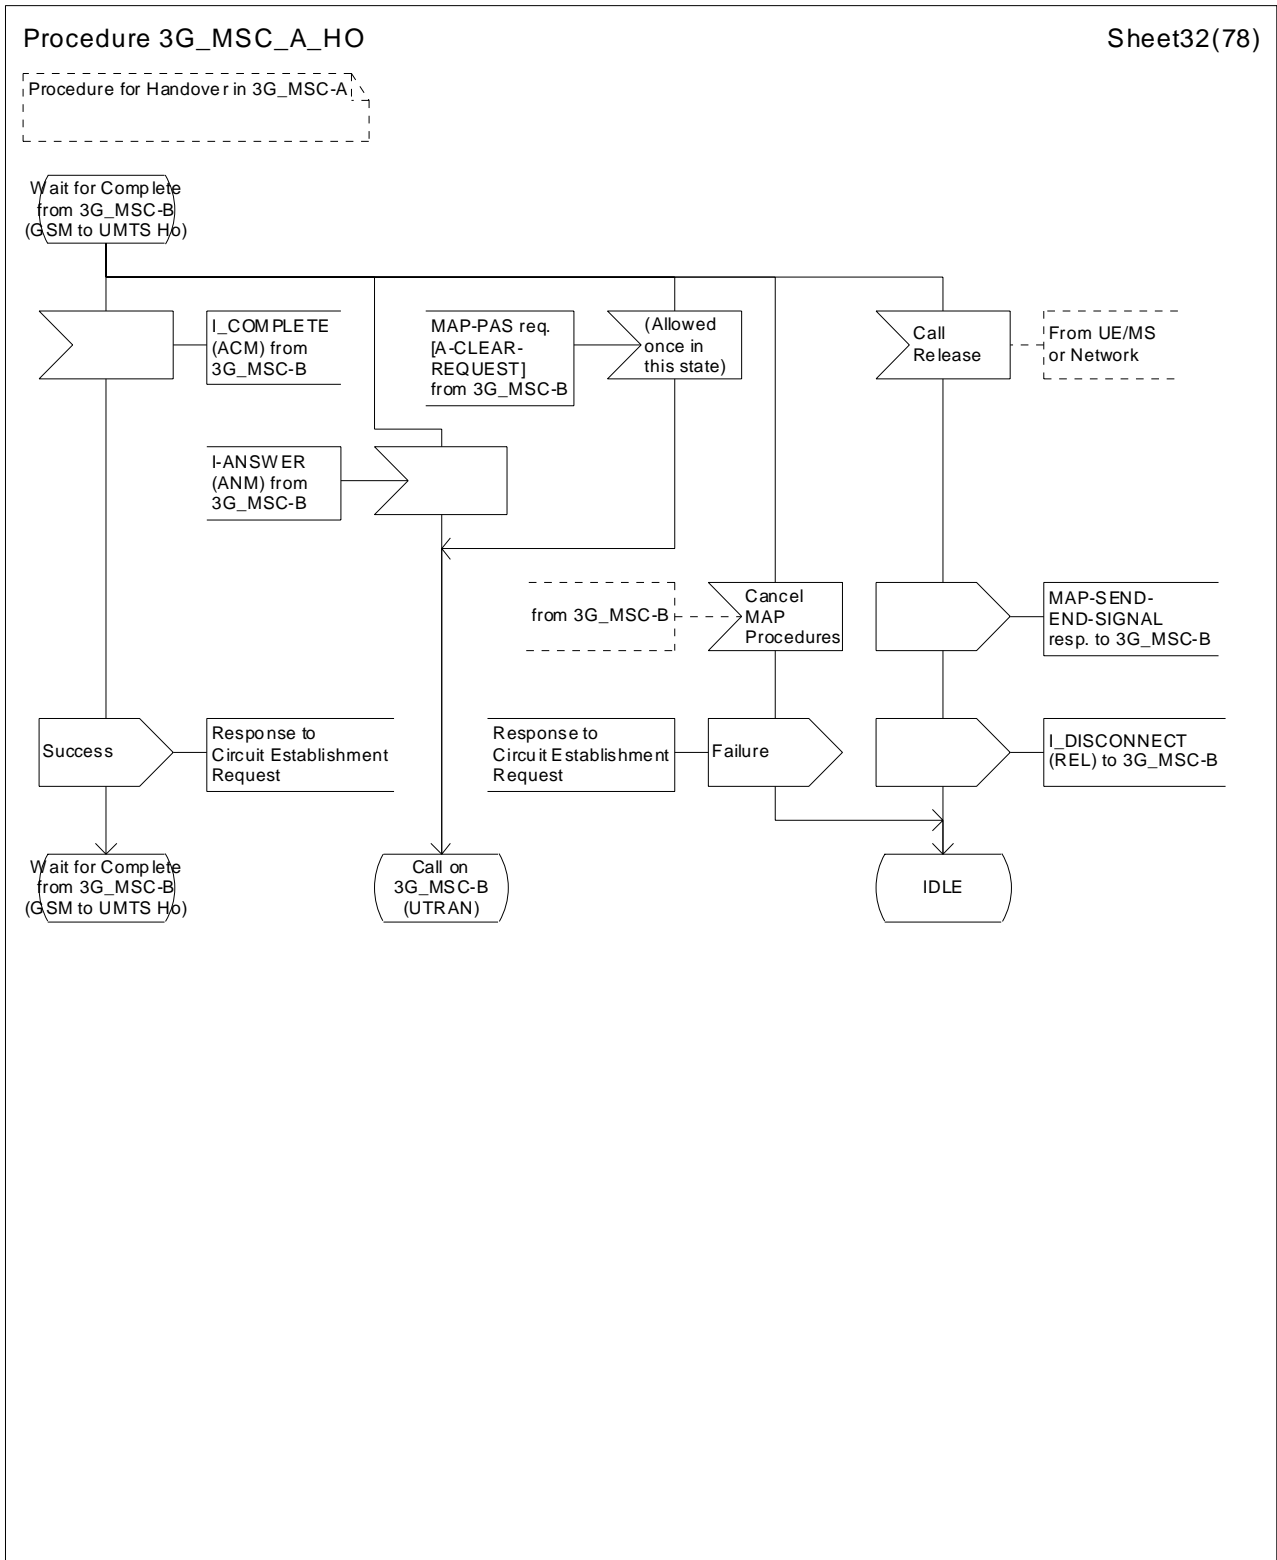 Procedure 3G_MSC_A_HO
Sheet32(78)
Procedure for Handover in 3G_MSC-A
Wait for Complete
from 3G_MSC-B
(GSM to UMTS Ho)
I_COMPLETE
(ACM) from
3G_MSC-B
MAP-PAS req.
[A-CLEAR-
REQUEST]
from 3G_MSC-B
(Allowed
once in
this state)
Call
Release
From UE/MS
or Network
I-ANSWER
(ANM) from
3G_MSC-B
from 3G_MSC-B
Cancel
MAP
Procedures
MAP-SEND-
END-SIGNAL
resp. to 3G_MSC-B
Success
Response to
Circuit Establishment
Request
Response to
Circuit Establishment
Request
Failure
I_DISCONNECT
(REL) to 3G_MSC-B
Wait for Complete
from 3G_MSC-B
(GSM to UMTS Ho)
Call on
3G_MSC-B
(UTRAN)
IDLE